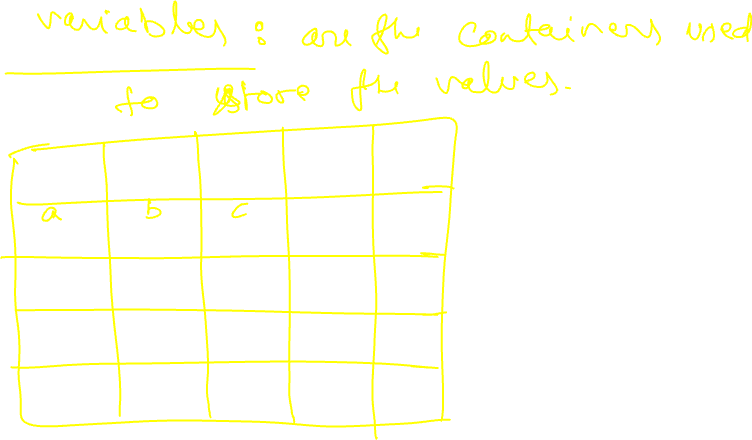 variables : are the containers used
to store the values.
a b c